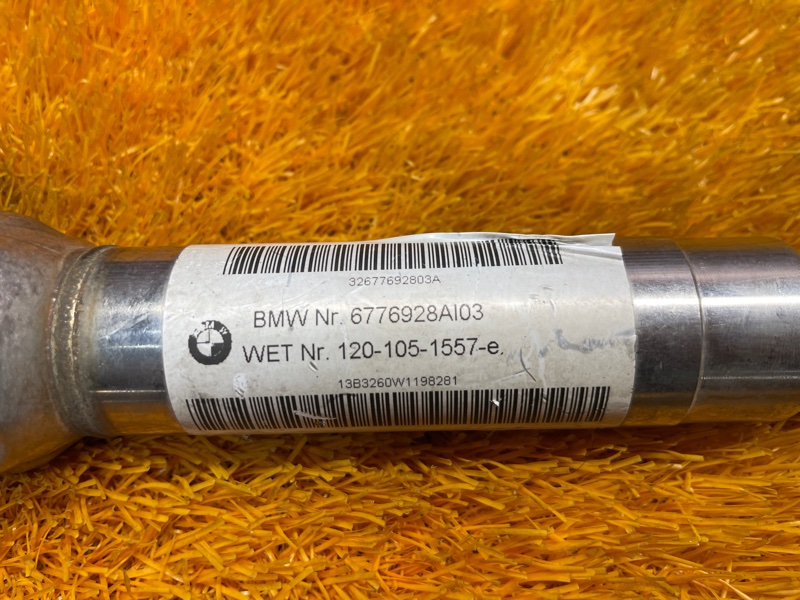 32677692803A
BMW Nr. 6776928AI03
WET Nr. 120-105-1557-e.
13B3260W1198281